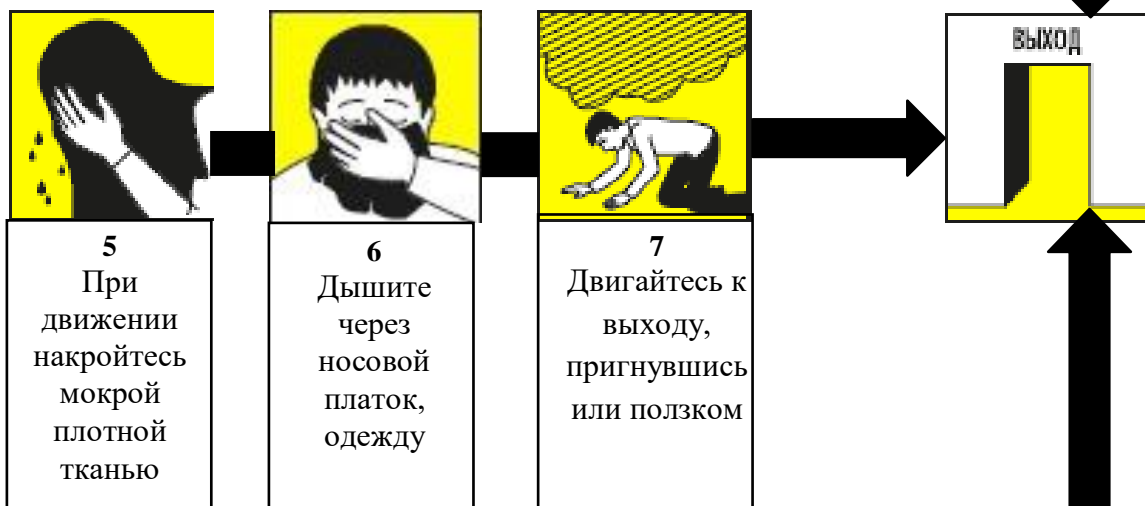 ВЫХОД
5
При
движении
накройтесь
мокрой
плотной
тканью
6
Дышите
через
носовой
платок,
одежду
7
Двигайтесь к
выходу,
пригнувшись
или ползком